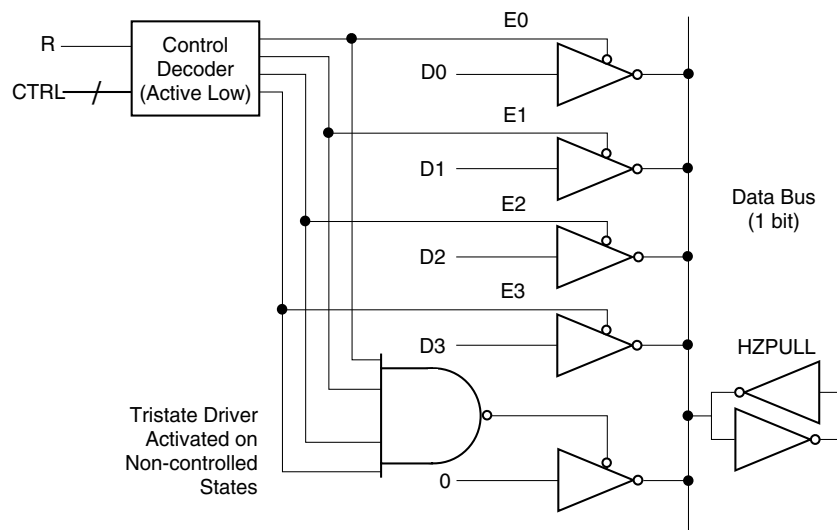 R
CTRL
Control
Decoder
(Active Low)
E0
D0
E1
D1
E2
D2
E3
D3
0
Tristate Driver
Activated on
Non-controlled
States
Data Bus
(1 bit)
HZPULL